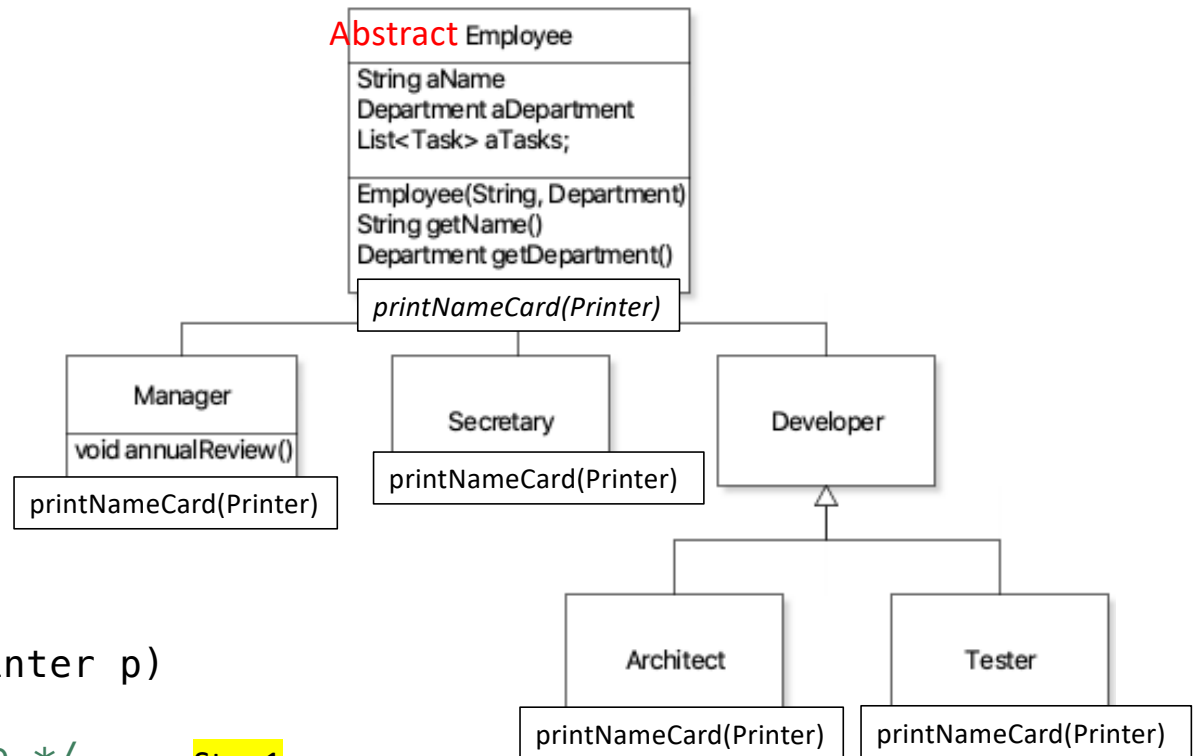 Abstract Employee
String aName
Department aDepartment
List<Task> aTasks;
Employee(String, Department)
String getName()
Department getDepartment()
printNameCard(Printer)
Manager
void annualReview()
printNameCard(Printer)
Secretary
printNameCard(Printer)
Developer
Architect
printNameCard(Printer)
Tester
printNameCard(Printer)
p)
*/